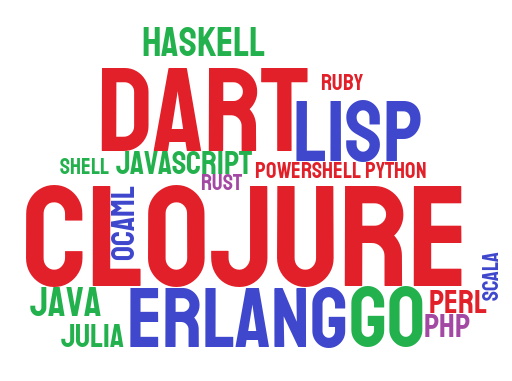 HASKELL
DART
RUBY
LISP
SHELL
JAVASCRIPT
POWERSHELL
PYTHON
RUST
CLOJURE
OCAML
SCALA
JAVA
ERLANG
GO
PERL
PHP
JULIA